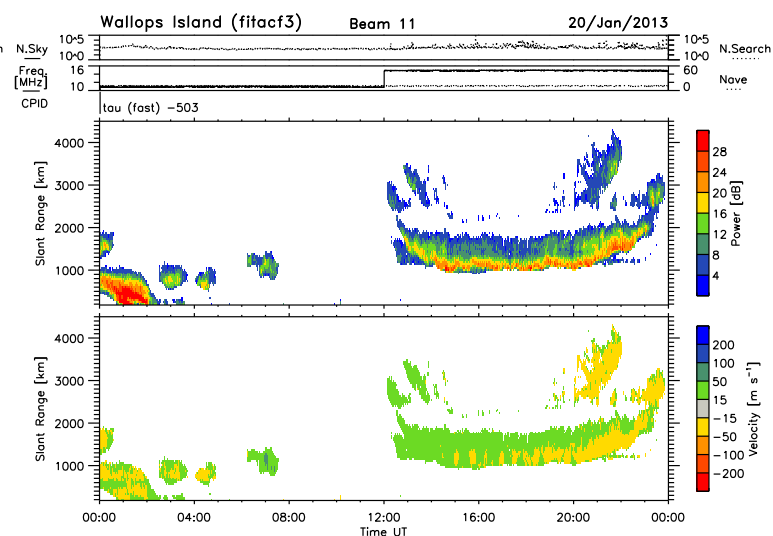 Wallops Island (fitacf3) Beam 11 20/Jan/2013
N.Sky 10^5 10^0 10^5 10^0 N.Search
Freq. [MHz] 16 10 60 0 Nave
CPID tau (fast) -503
Slant Range [km]
4000
3000
2000
1000
Power [dB]
28
24
20
16
12
8
4
Slant Range [km]
4000
3000
2000
1000
Velocity [m s^-1]
200
100
50
15
-15
-50
-100
-200
00:00 04:00 08:00 12:00 16:00 20:00 00:00
Time UT